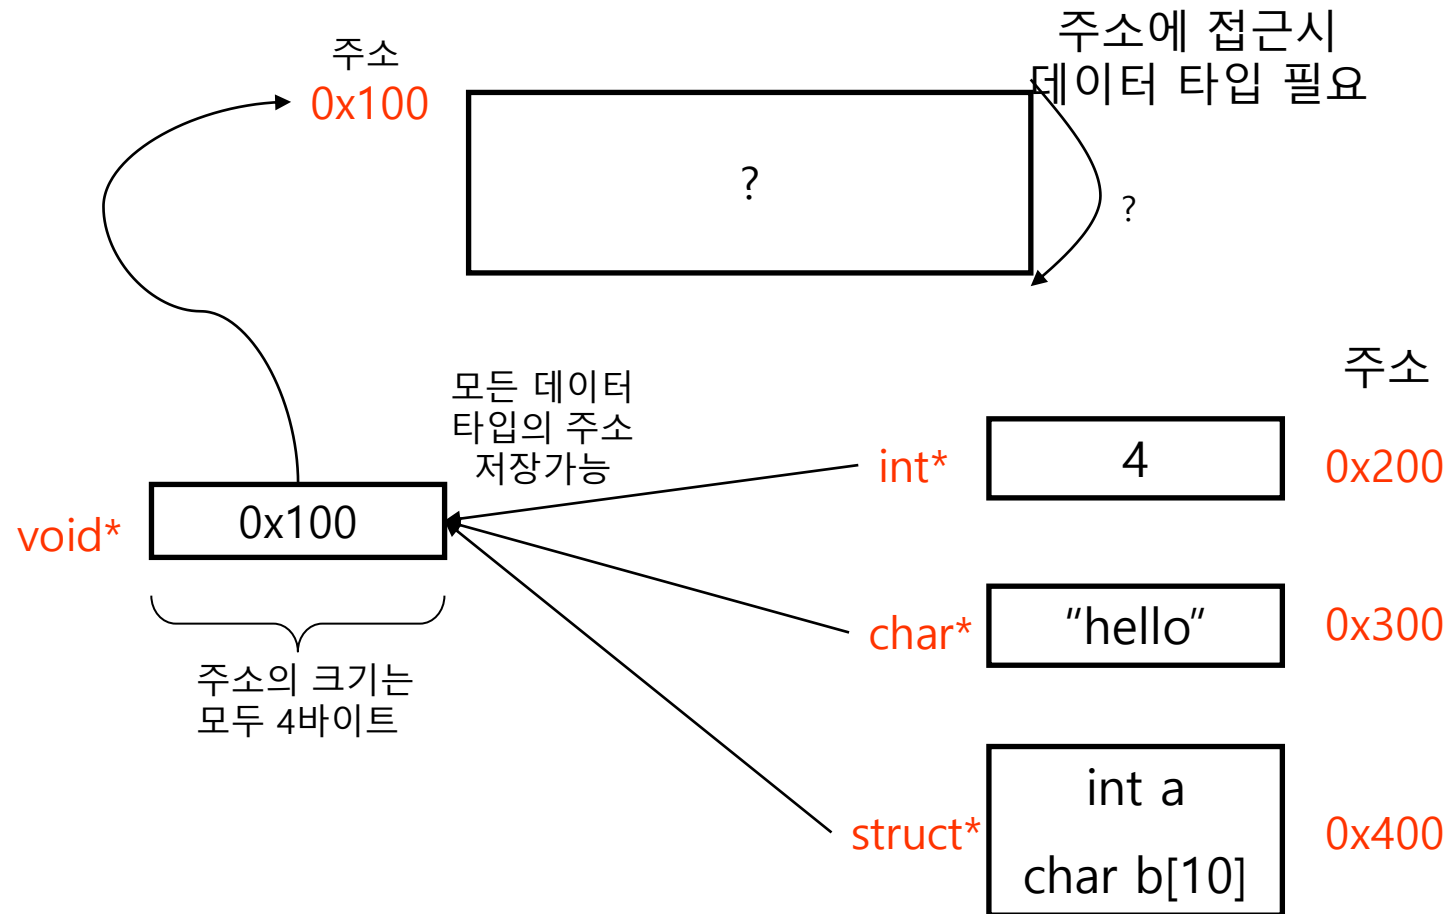 주소에 접근시
데이터 타입 필요
주소
0x100
?
?
주소
모든 데이터
타입의 주소
저장가능
int*
4
0x200
void*
0x100
char*
“hello”
0x300
주소의 크기는
모두 4바이트
struct*
int a
char b[10]
0x400